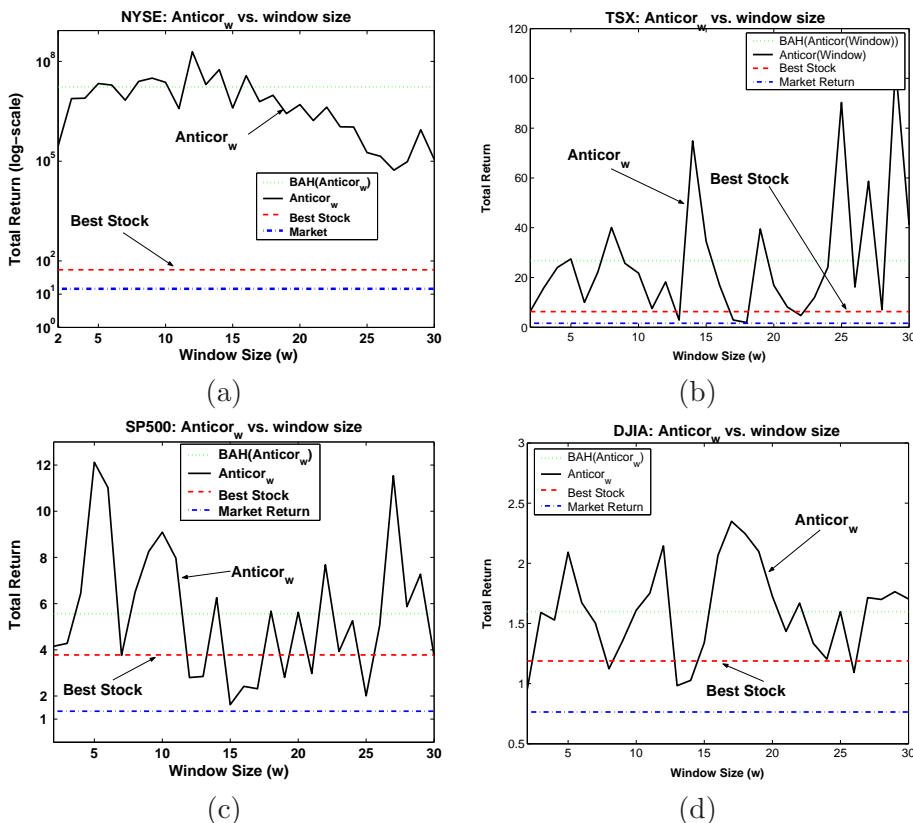 NYSE: Anticor_w vs. window size
Total Return (log−scale)
10^8
10^5
10^2
10^1
10^0
Anticor_w
BAH(Anticor_w)
Anticor_w
Best Stock
Market
Best Stock
2 5 10 15 20 25 30
Window Size (w)
(a)
TSX: Anticor_w vs. window size
Total Return
120
100
80
60
40
20
0
BAH(Anticor(Window))
Anticor(Window)
Best Stock
Market Return
Anticor_w
Best Stock
5 10 15 20 25 30
Window Size (w)
(b)
SP500: Anticor_w vs. window size
Total Return
12
10
8
6
4
2
1
BAH(Anticor_w)
Anticor_w
Best Stock
Market Return
Anticor_w
Best Stock
5 10 15 20 25 30
Window Size (w)
(c)
DJIA: Anticor_w vs. window size
Total Return
3
2.5
2
1.5
1
0.5
BAH(Anticor_w)
Anticor_w
Best Stock
Market Return
Anticor_w
Best Stock
5 10 15 20 25 30
Window Size (w)
(d)